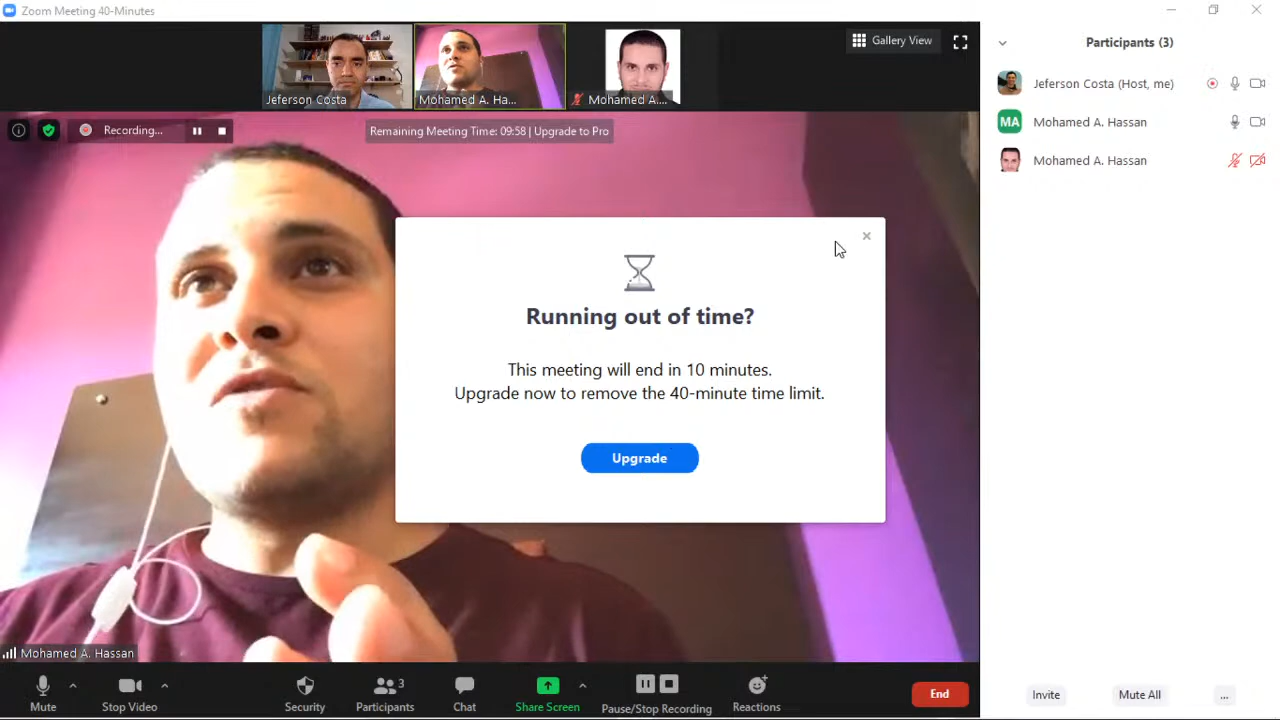 Zoom Meeting 40-Minutes
Gallery View
Jeferson Costa
Mohamed A. Ha...
Mohamed A....
Recording...
Remaining Meeting Time: 09:58 | Upgrade to Pro
Running out of time?
This meeting will end in 10 minutes.
Upgrade now to remove the 40-minute time limit.
Upgrade
Mohamed A. Hassan
Mute
Stop Video
Security
Participants
3
Chat
Share Screen
Pause/Stop Recording
Reactions
End
Participants (3)
Jeferson Costa (Host, me)
MA
Mohamed A. Hassan
Mohamed A. Hassan
Invite
Mute All
...